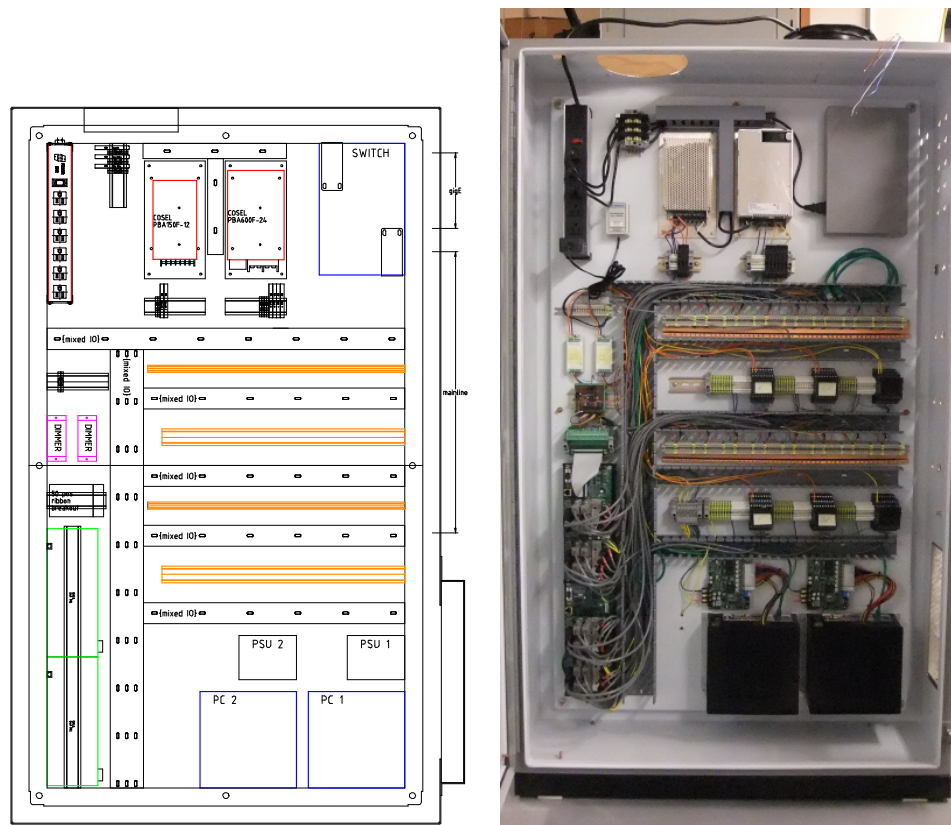 SWITCH
gigE
COSEL
PBA150F-12
COSEL
PBA600F-24
{mixed IO}
{mixed IO}
mainline
{mixed IO}
DIMMER
DIMMER
{mixed IO}
50 pin
ribbon
breakout
{mixed IO}
{mixed IO}
PSU 2
PSU 1
PC 2
PC 1